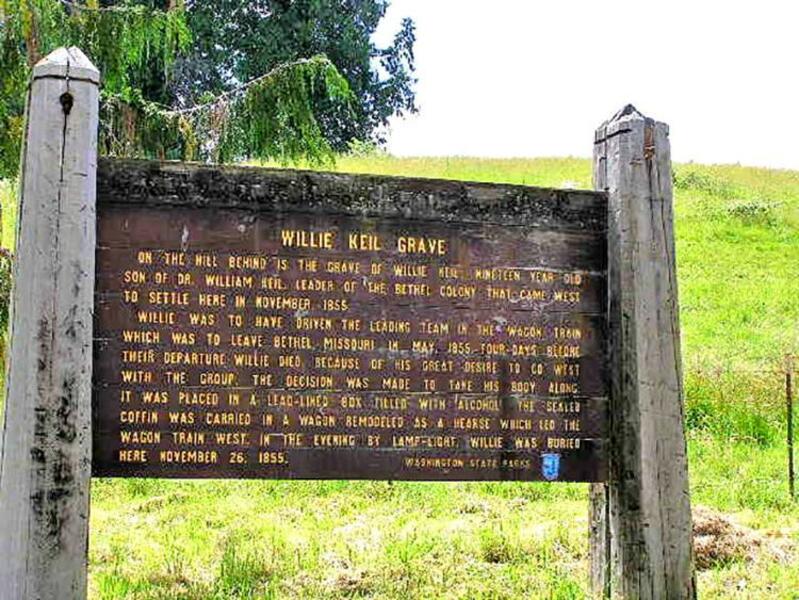 WILLIE KEIL GRAVE
ON THE HILL BEHIND IS THE GRAVE OF WILLIE KEIL, NINETEEN YEAR OLD
SON OF DR. WILLIAM KEIL, LEADER OF THE BETHEL COLONY THAT CAME WEST
TO SETTLE HERE IN NOVEMBER, 1855.
WILLIE WAS TO HAVE DRIVEN THE LEADING TEAM IN THE WAGON TRAIN
WHICH WAS TO LEAVE BETHEL, MISSOURI, IN MAY, 1855. FOUR DAYS BEFORE
THEIR DEPARTURE WILLIE DIED. BECAUSE OF HIS GREAT DESIRE TO GO WEST
WITH THE GROUP, THE DECISION WAS MADE TO TAKE HIS BODY ALONG.
IT WAS PLACED IN A LEAD-LINED BOX FILLED WITH ALCOHOL. THE SEALED
COFFIN WAS CARRIED IN A WAGON REMODELED AS A HEARSE WHICH LED THE
WAGON TRAIN WEST. IN THE EVENING BY LAMP-LIGHT, WILLIE WAS BURIED
HERE NOVEMBER 26, 1855.
WASHINGTON STATE PARKS